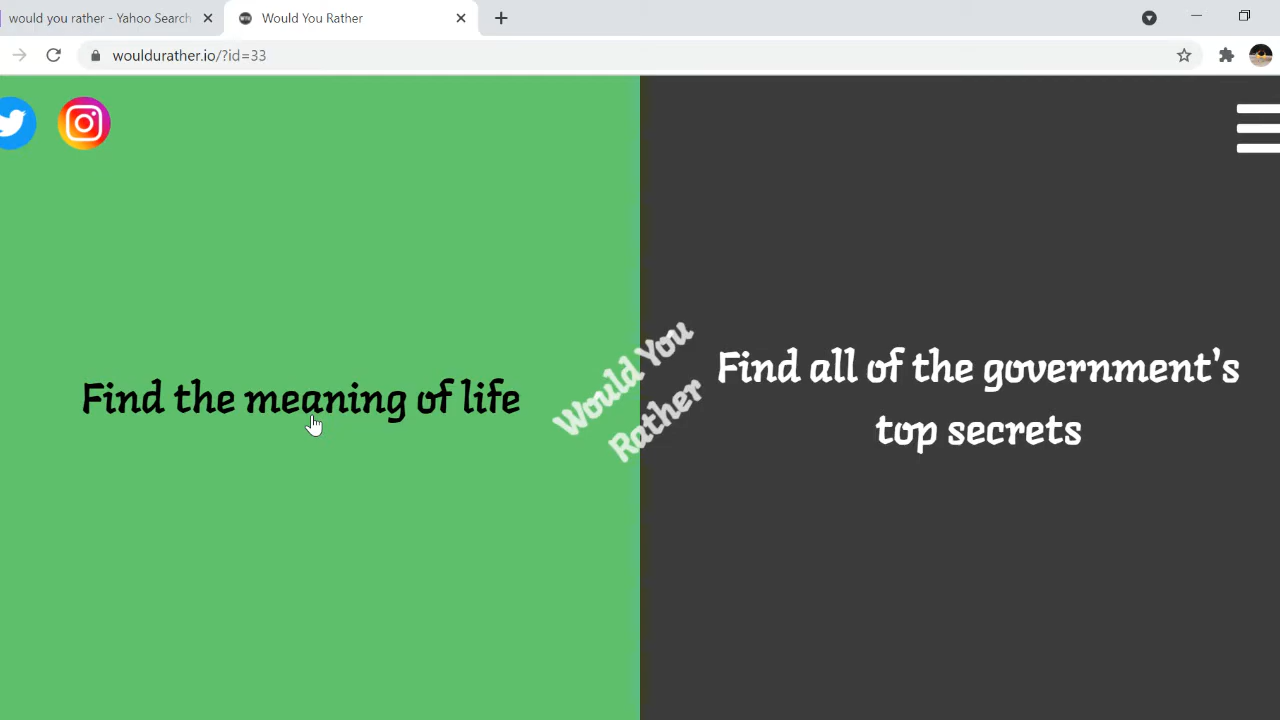 would you rather - Yahoo Search
Would You Rather
wouldurather.io/?id=33
Find the meaning of life
Would You
Rather
Find all of the government's
top secrets